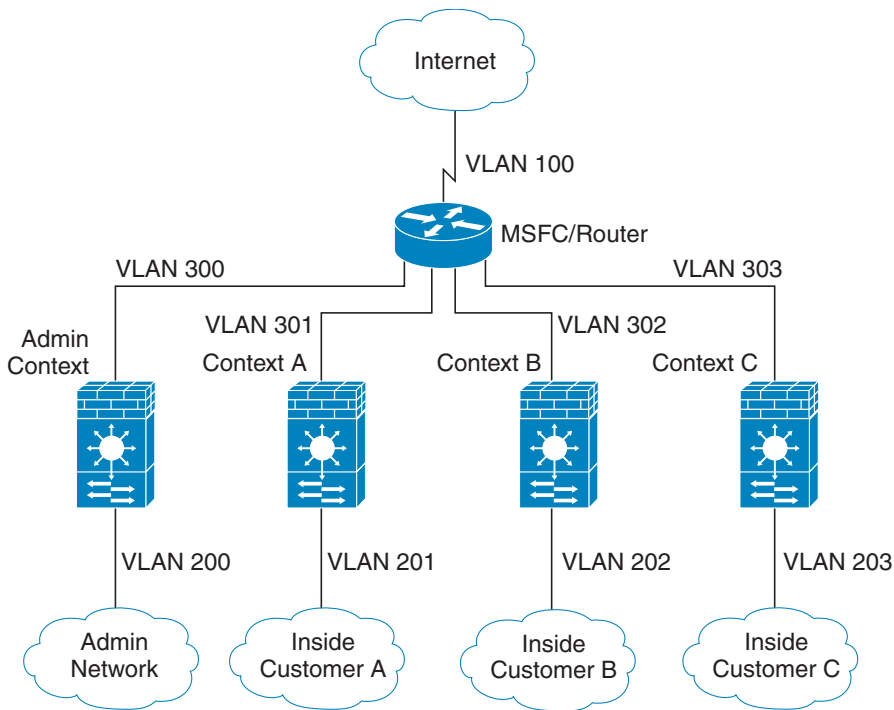 Internet
VLAN 100
MSFC/Router
VLAN 300
VLAN 303
VLAN 301
VLAN 302
Admin
Context
Context A
Context B
Context C
VLAN 200
VLAN 201
VLAN 202
VLAN 203
Admin
Network
Inside
Customer A
Inside
Customer B
Inside
Customer C